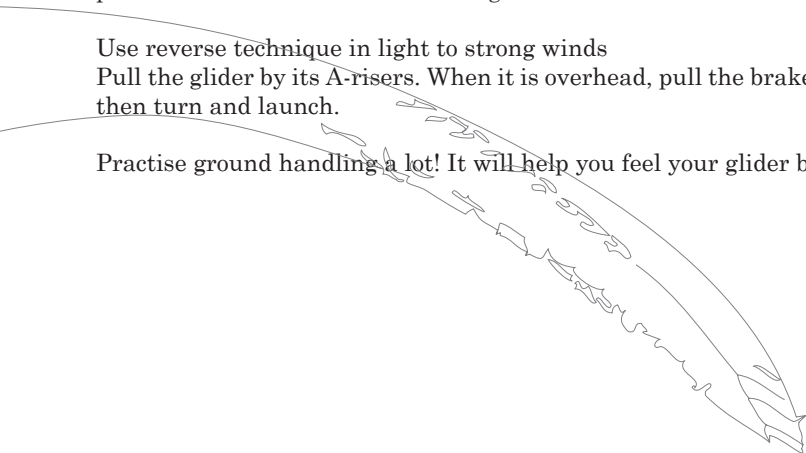 Use reverse technique in light to strong winds
Pull the glider by its A-risers. When it is overhead, pull the brake
then turn and launch.
Practise ground handling a lot! It will help you feel your glider b